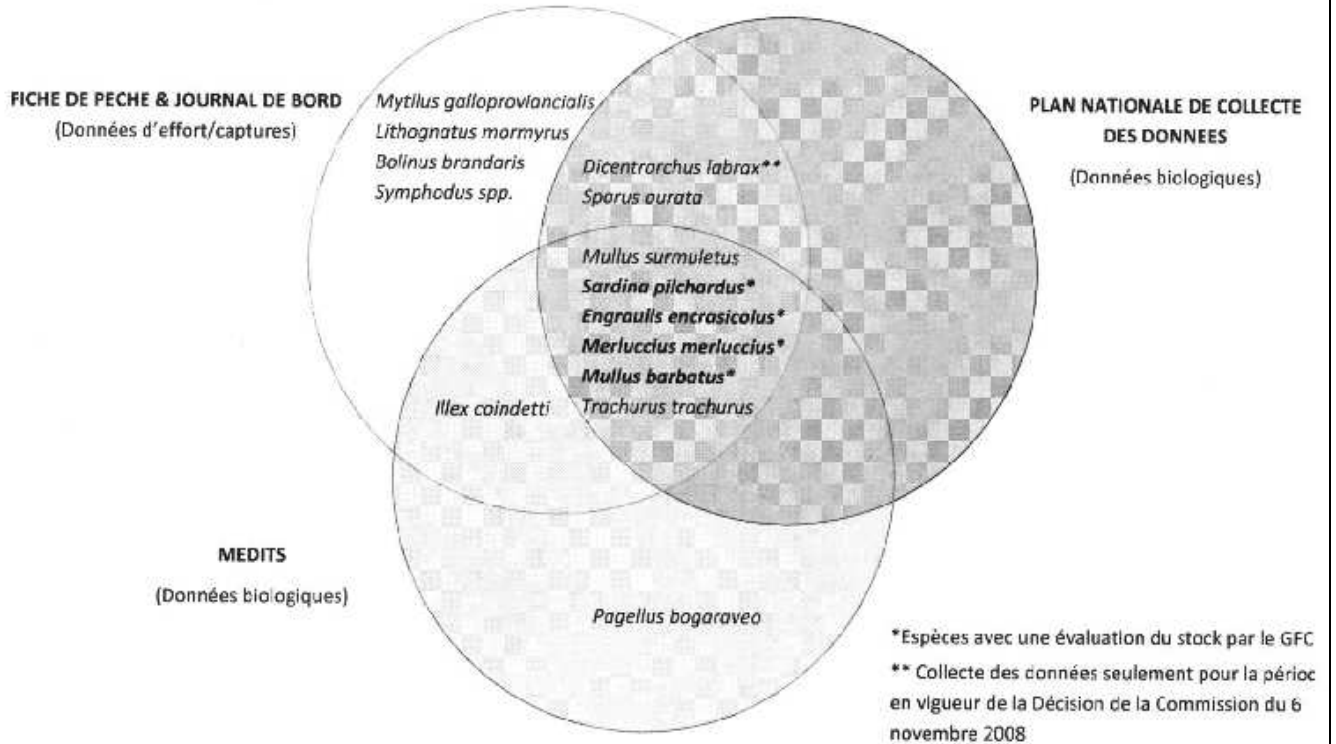 FICHE DE PECHE & JOURNAL DE BORD
(Données d'effort/captures)
Mytilus galloproviancialis
Lithognatus mormyrus
Bolinus brandaris
Symphodus spp.
Dicentrarchus labrax**
Sparus aurata
PLAN NATIONALE DE COLLECTE
DES DONNEES
(Données biologiques)
Mullus surmuletus
Sardina pilchardus*
Engraulis encrasicolus*
Merluccius merluccius*
Mullus barbatus*
Trachurus trachurus
Illex coindetti
MEDITS
(Données biologiques)
Pagellus bogaraveo
*Espèces avec une évaluation du stock par le GFC
** Collecte des données seulement pour la périoc
en vigueur de la Décision de la Commission du 6
novembre 2008